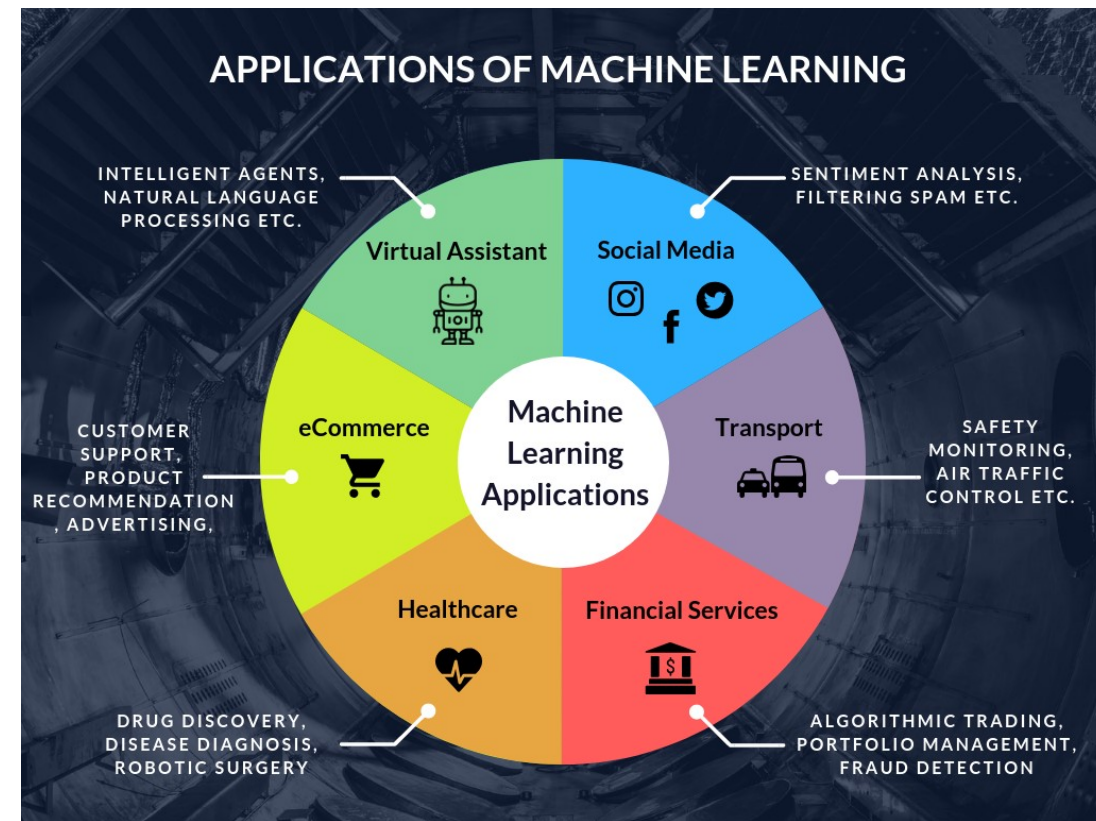 APPLICATIONS OF MACHINE LEARNING
INTELLIGENT AGENTS,
NATURAL LANGUAGE
PROCESSING ETC.
SENTIMENT ANALYSIS,
FILTERING SPAM ETC.
Virtual Assistant
Social Media
CUSTOMER
SUPPORT,
PRODUCT
RECOMMENDATION
, ADVERTISING,
eCommerce
Machine
Learning
Applications
Transport
SAFETY
MONITORING,
AIR TRAFFIC
CONTROL ETC.
Healthcare
Financial Services
$
DRUG DISCOVERY,
DISEASE DIAGNOSIS,
ROBOTIC SURGERY
ALGORITHMIC TRADING,
PORTFOLIO MANAGEMENT,
FRAUD DETECTION